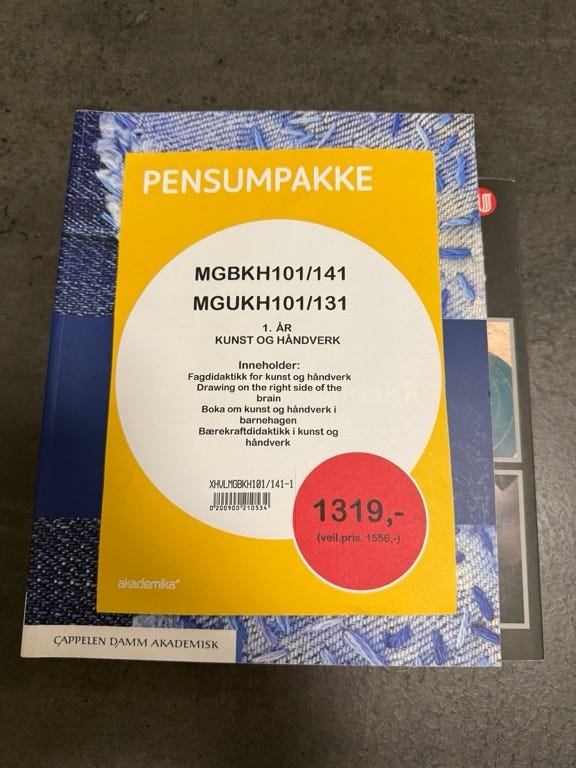 PENSUMPAKKE
MGBKH101/141
MGUKH101/131
1. ÅR
KUNST OG HÅNDVERK
Inneholder:
Fagdidaktikk for kunst og håndverk
Drawing on the right side of the
brain
Boka om kunst og håndverk i
barnehagen
Bærekraftdidaktikk i kunst og
håndverk
XHVLMGBKH101/141-1
0200900210534
1319,-
(veil.pris 1556,-)
akademika
CAPPELEN DAMM AKADEMISK